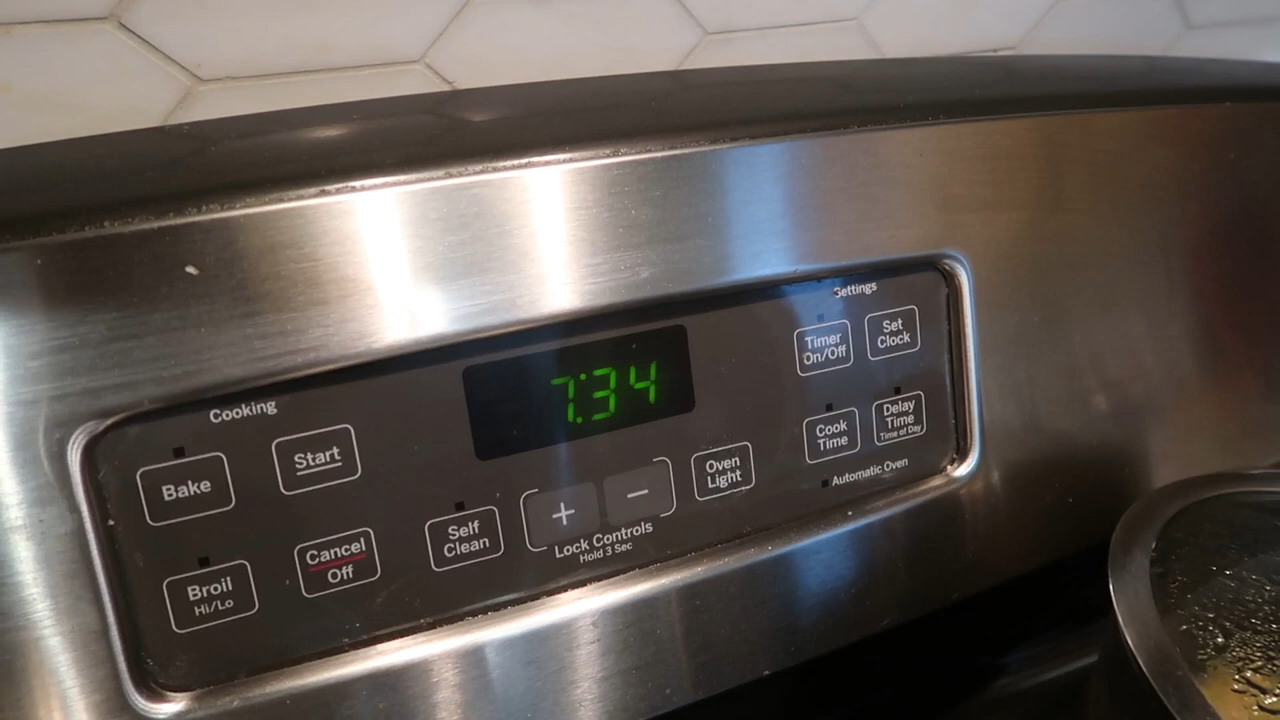 Settings
Timer
On/Off
Set
Clock
7:34
Cooking
Bake
Start
Cook
Time
Delay
Time
Time of Day
Oven
Light
+
−
Self
Clean
Lock Controls
Hold 3 Sec
Automatic Oven
Broil
Hi/Lo
Cancel
Off